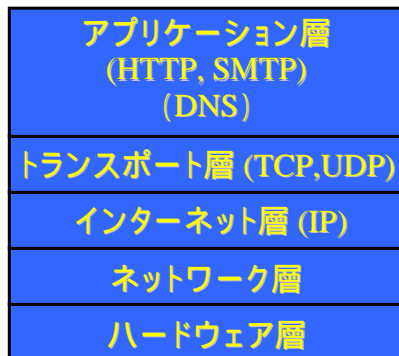 アプリケーション層
(HTTP, SMTP)
(DNS)
トランスポート層 (TCP,UDP)
インターネット層 (IP)
ネットワーク層
ハードウェア層